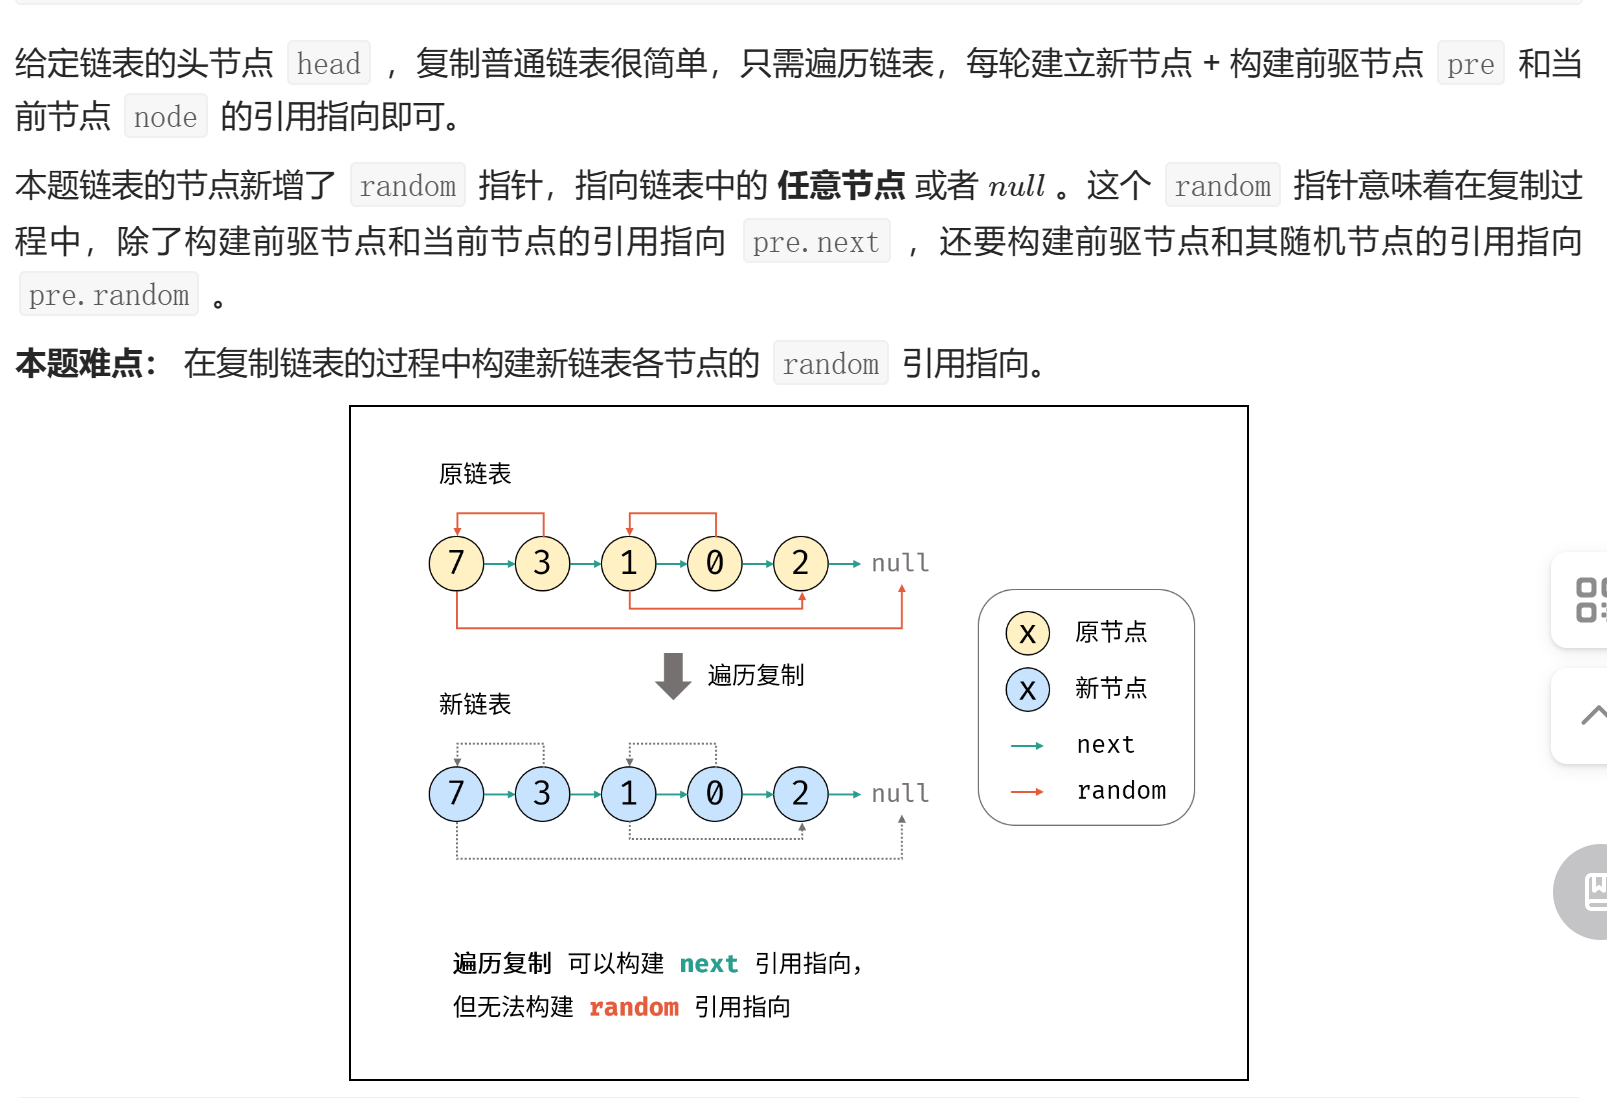 给定链表的头节点 head ，复制普通链表很简单，只需遍历链表，每轮建立新节点 + 构建前驱节点 pre 和当
前节点 node 的引用指向即可。
本题链表的节点新增了 random 指针，指向链表中的 任意节点 或者 null 。这个 random 指针意味着在复制过
程中，除了构建前驱节点和当前节点的引用指向 pre.next ，还要构建前驱节点和其随机节点的引用指向
pre.random 。
本题难点： 在复制链表的过程中构建新链表各节点的 random 引用指向。
原链表
7 3 1 0 2 null
遍历复制
新链表
7 3 1 0 2 null
X 原节点
X 新节点
next
random
遍历复制 可以构建 next 引用指向，
但无法构建 random 引用指向